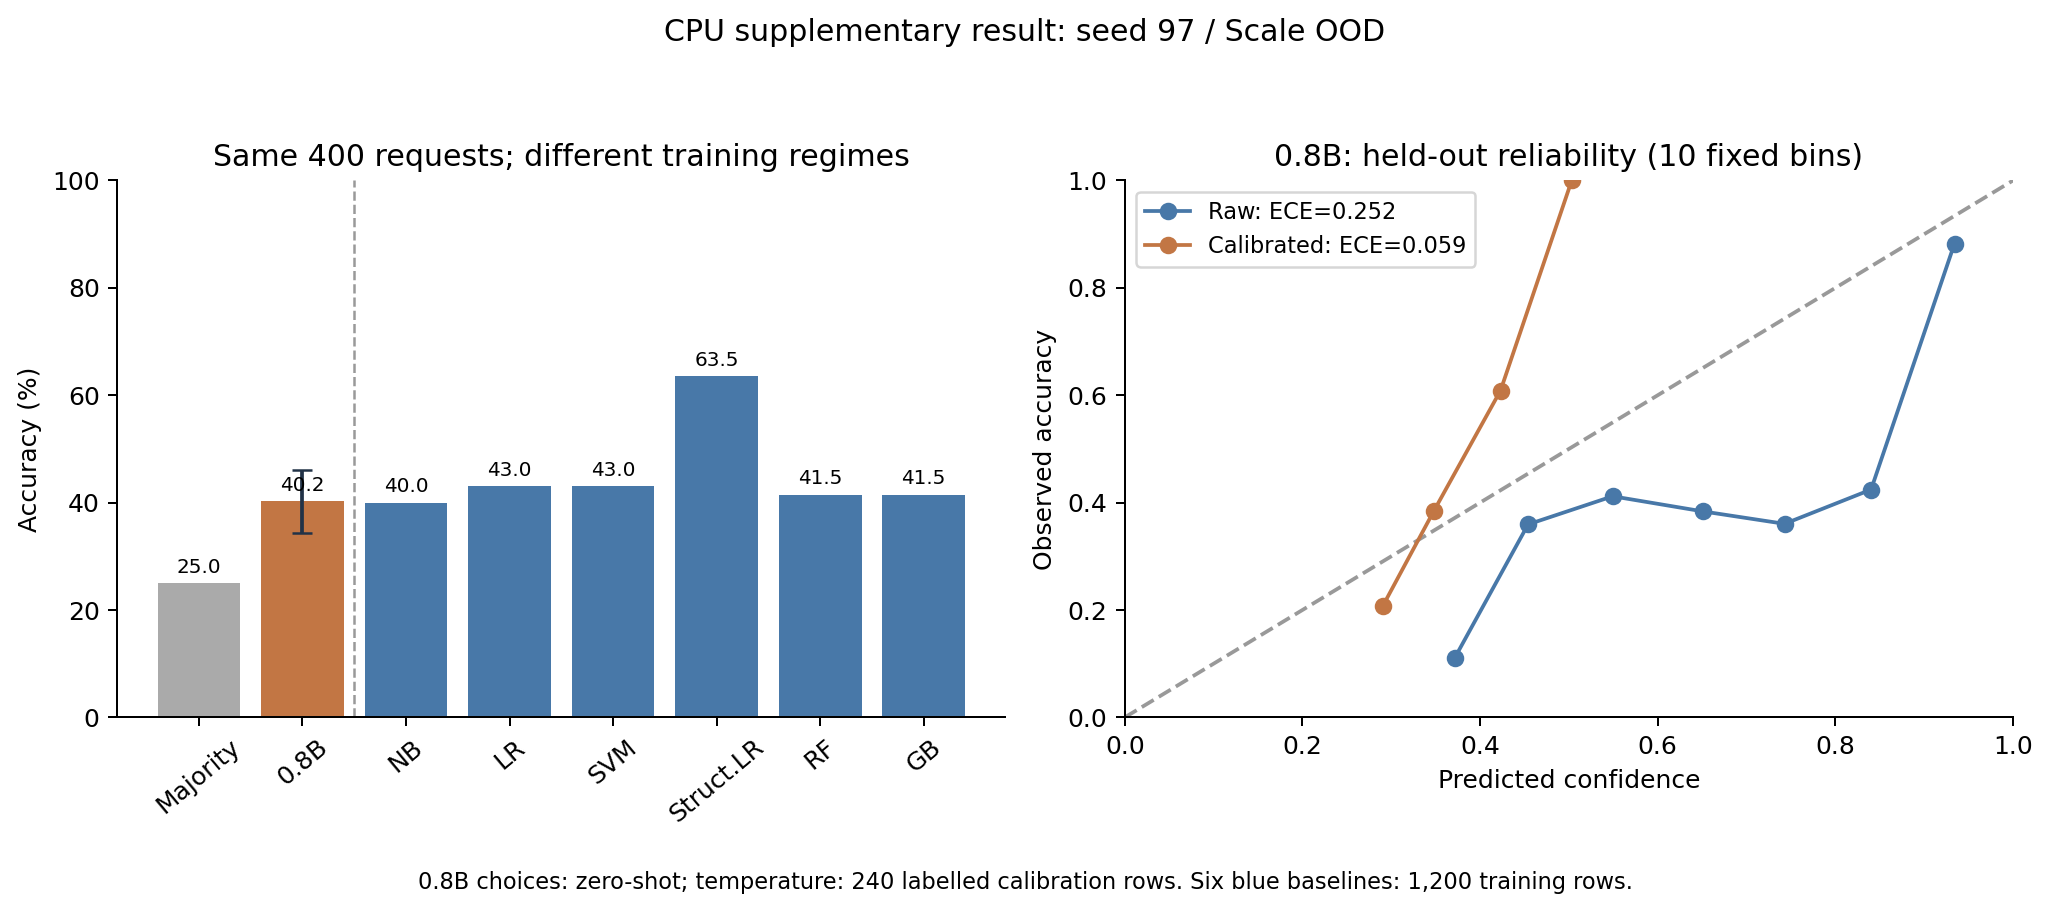 CPU supplementary result: seed 97 / Scale OOD
Same 400 requests; different training regimes
Accuracy (%)
100
80
60
40
20
0
25.0
40.2
40.0
43.0
43.0
63.5
41.5
41.5
Majority
0.8B
NB
LR
SVM
Struct.LR
RF
GB
0.8B: held-out reliability (10 fixed bins)
Raw: ECE=0.252
Calibrated: ECE=0.059
Observed accuracy
1.0
0.8
0.6
0.4
0.2
0.0
0.0
0.2
0.4
0.6
0.8
1.0
Predicted confidence
0.8B choices: zero-shot; temperature: 240 labelled calibration rows. Six blue baselines: 1,200 training rows.